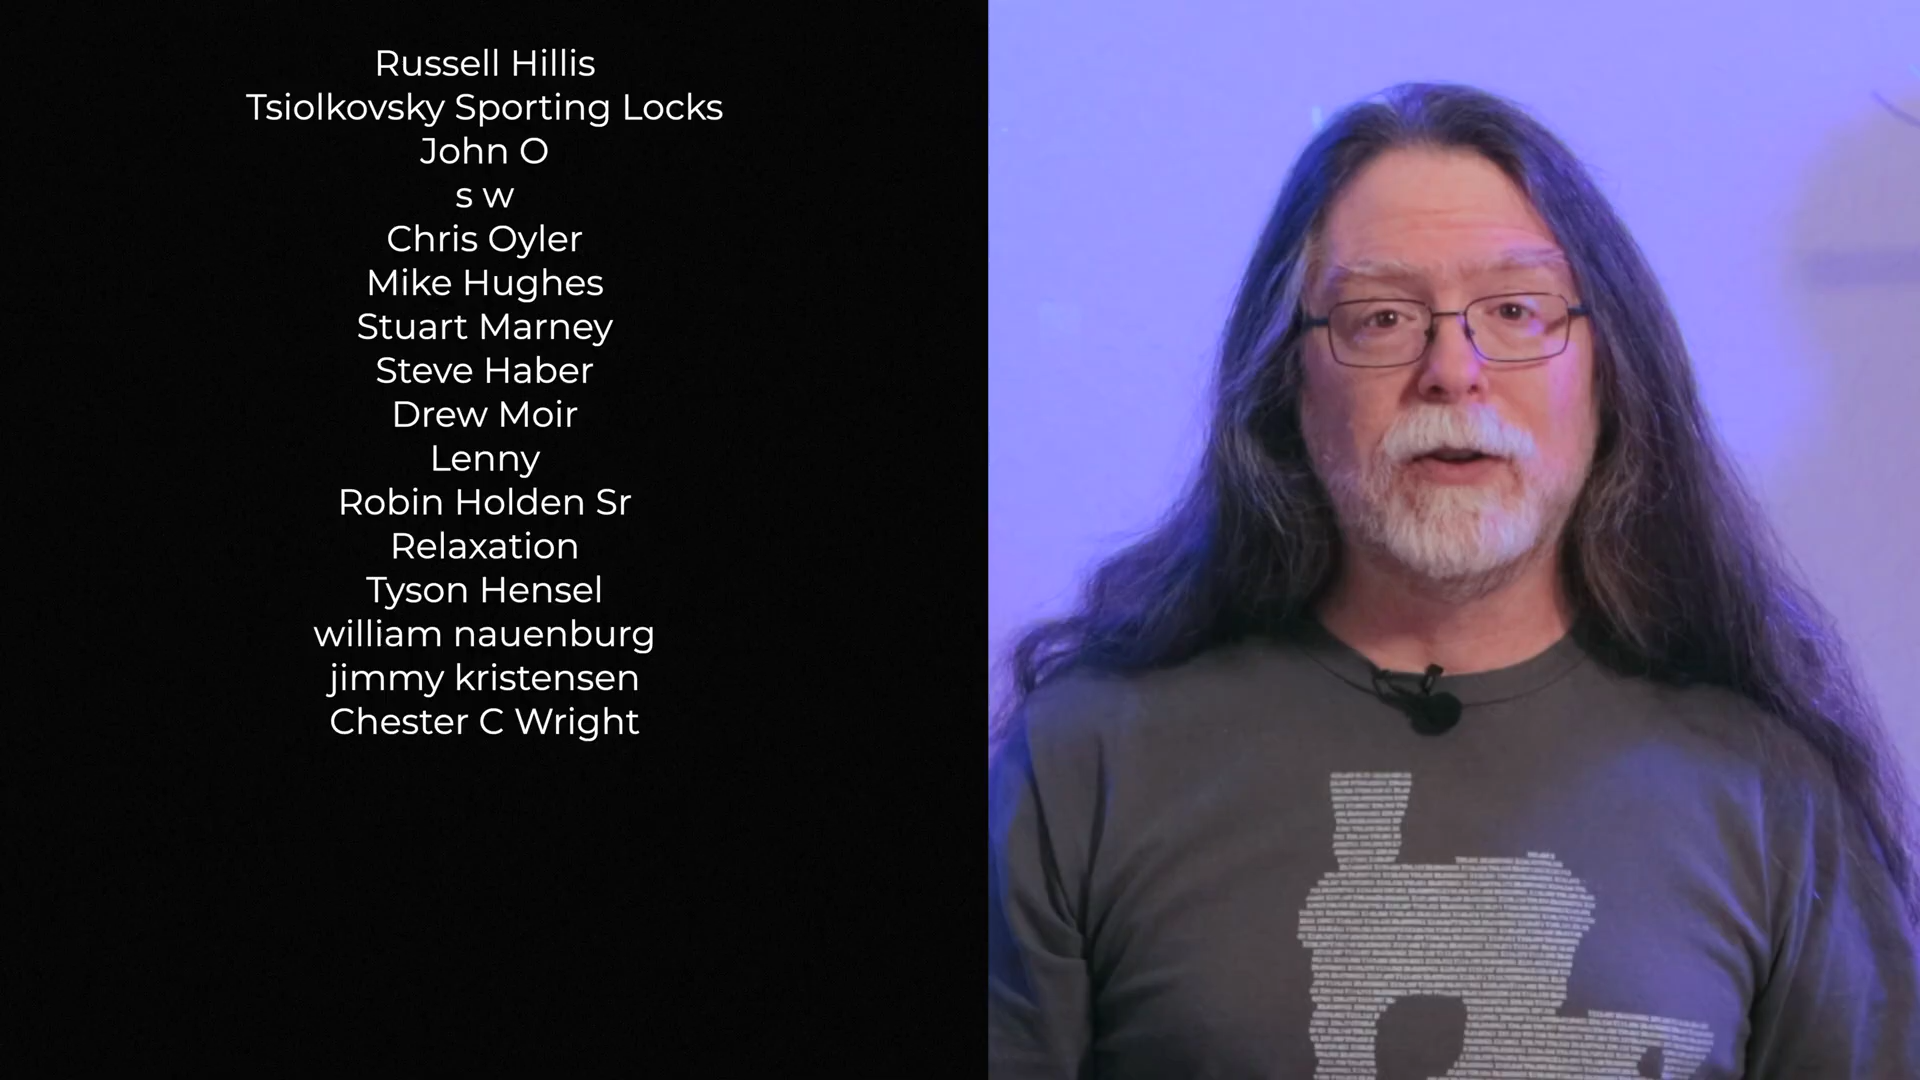 Russell Hillis
Tsiolkovsky Sporting Locks
John O
s w
Chris Oyler
Mike Hughes
Stuart Marney
Steve Haber
Drew Moir
Lenny
Robin Holden Sr
Relaxation
Tyson Hensel
william nauenburg
jimmy kristensen
Chester C Wright